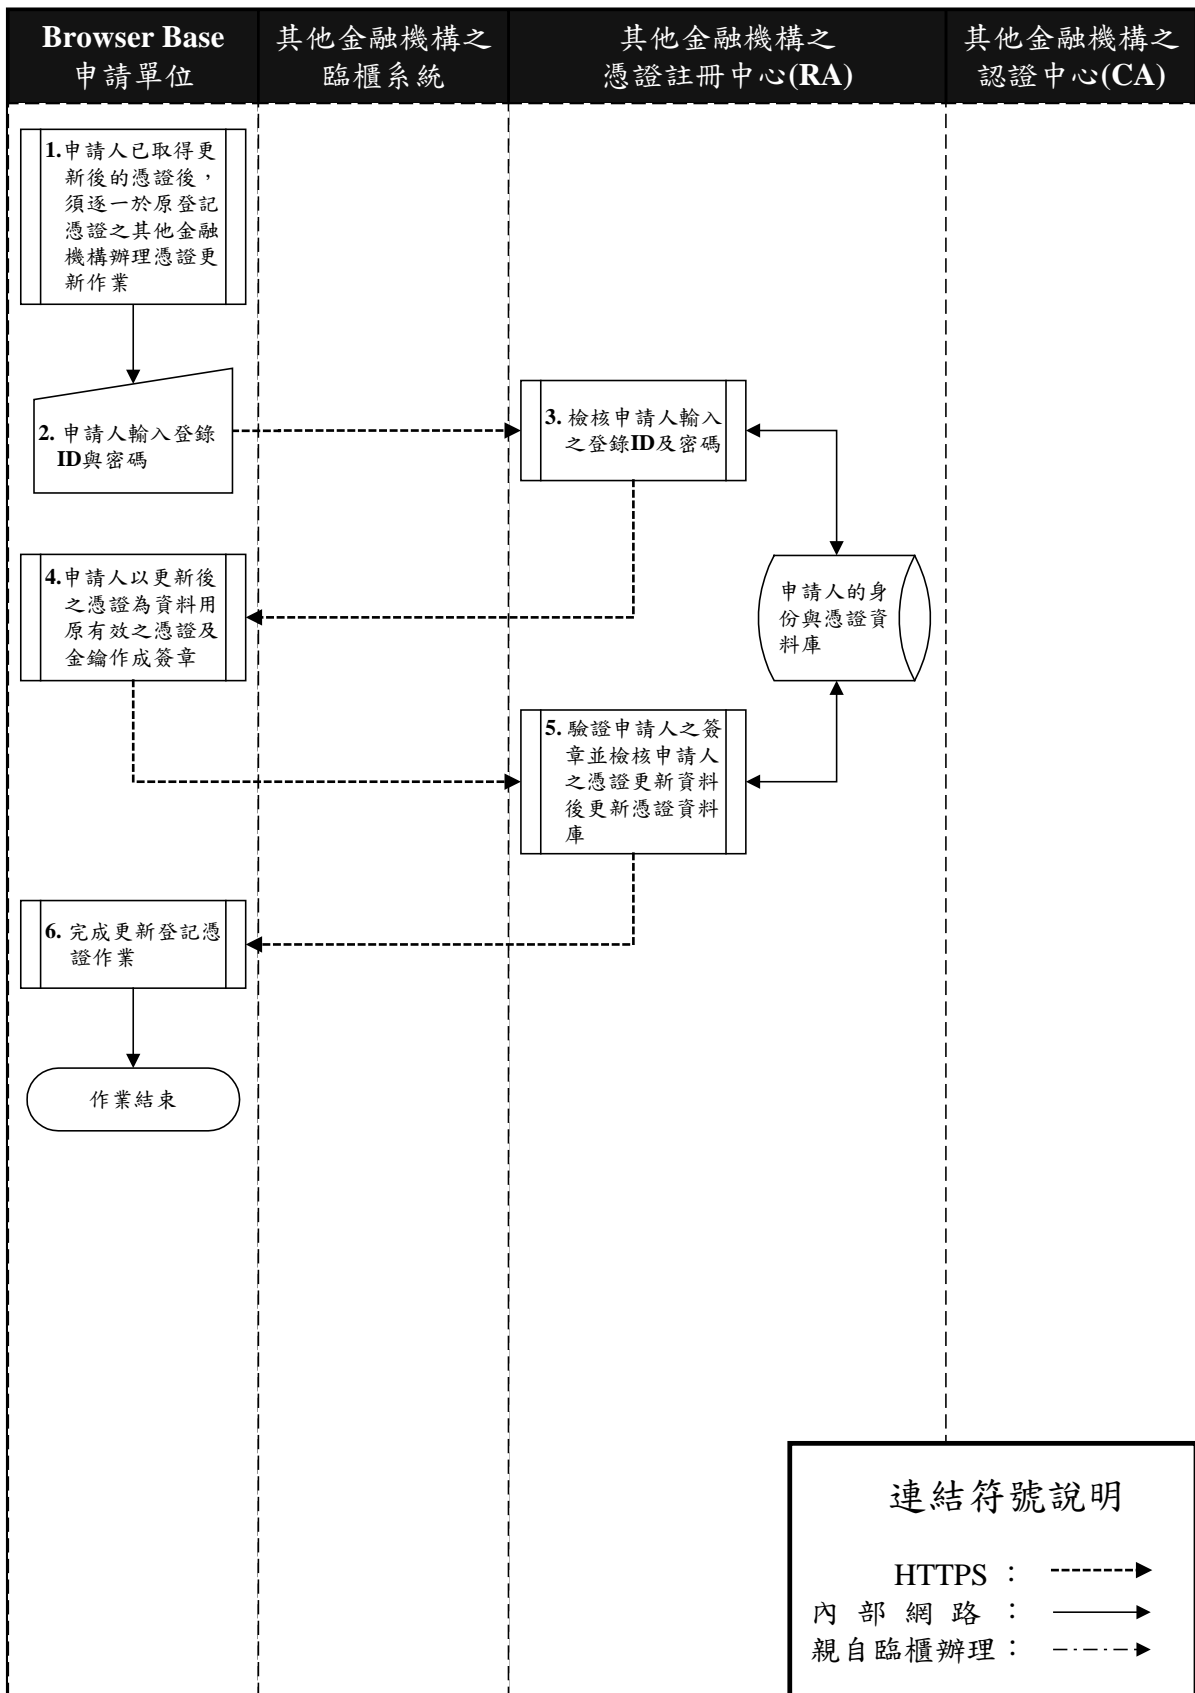 Browser Base
申請單位
其他金融機構之
臨櫃系統
其他金融機構之
憑證註冊中心(RA)
其他金融機構之
認證中心(CA)
1.申請人已取得更
新後的憑證後，
須逐一於原登記
憑證之其他金融
機構辦理憑證更
新作業
2. 申請人輸入登錄
ID與密碼
3. 檢核申請人輸入
之登錄ID及密碼
4.申請人以更新後
之憑證為資料用
原有效之憑證及
金鑰作成簽章
申請人的身
份與憑證資
料庫
5. 驗證申請人之簽
章並檢核申請人
之憑證更新資料
後更新憑證資料
庫
6. 完成更新登記憑
證作業
作業結束
連結符號說明
HTTPS ：
內部網路：
親自臨櫃辦理：